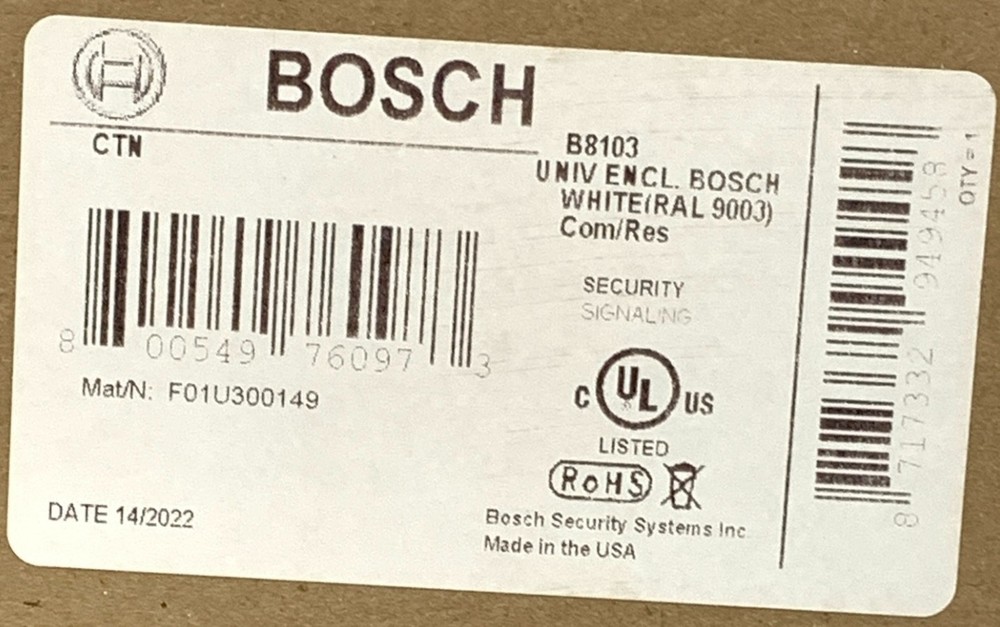 BOSCH
CTN
B8103
UNIV ENCL. BOSCH
WHITE(RAL 9003)
Com/Res
8 00549 76097 3
Mat/N: F01U300149
SECURITY
SIGNALING
C UL US
LISTED
RoHS
DATE 14/2022
Bosch Security Systems Inc
Made in the USA
8 717332 949458
QTY = 1